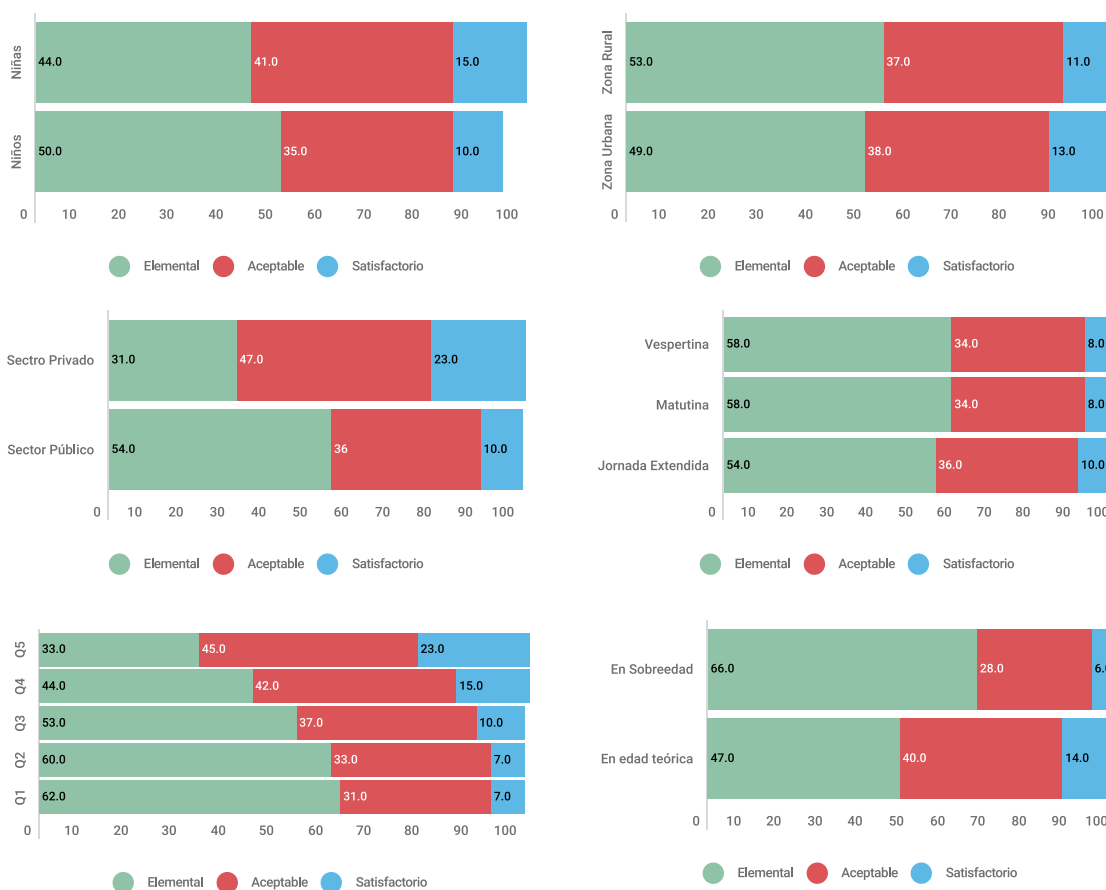 Niñas
44.0 41.0 15.0
Niños
50.0 35.0 10.0
0 10 20 30 40 50 60 70 80 90 100
Elemental Aceptable Satisfactorio
Zona Rural
53.0 37.0 11.0
Zona Urbana
49.0 38.0 13.0
0 10 20 30 40 50 60 70 80 90 100
Elemental Aceptable Satisfactorio
Sectro Privado 31.0 47.0 23.0
Sector Público 54.0 36 10.0
0 10 20 30 40 50 60 70 80 90 100
Elemental Aceptable Satisfactorio
Vespertina 58.0 34.0 8.0
Matutina 58.0 34.0 8.0
Jornada Extendida 54.0 36.0 10.0
0 10 20 30 40 50 60 70 80 90 100
Elemental Aceptable Satisfactorio
Q5 33.0 45.0 23.0
Q4 44.0 42.0 15.0
Q3 53.0 37.0 10.0
Q2 60.0 33.0 7.0
Q1 62.0 31.0 7.0
0 10 20 30 40 50 60 70 80 90 100
Elemental Aceptable Satisfactorio
En Sobreedad 66.0 28.0 6.0
En edad teórica 47.0 40.0 14.0
0 10 20 30 40 50 60 70 80 90 100
Elemental Aceptable Satisfactorio